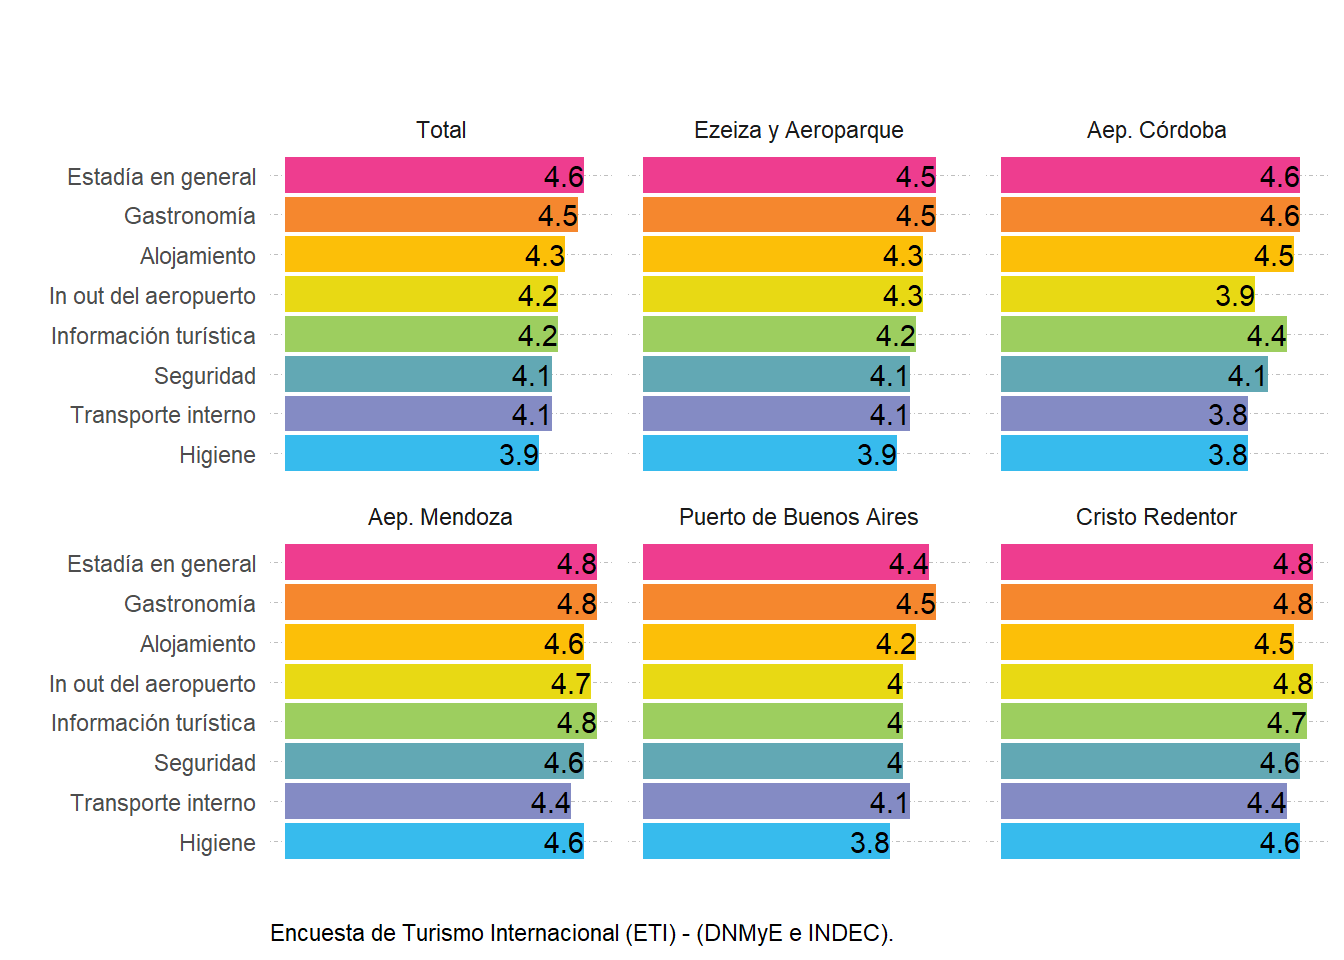 Total Ezeiza y Aeroparque Aep. Córdoba
Estadía en general 4.6 4.5 4.6
Gastronomía 4.5 4.5 4.6
Alojamiento 4.3 4.3 4.5
In out del aeropuerto 4.2 4.3 3.9
Información turística 4.2 4.2 4.4
Seguridad 4.1 4.1 4.1
Transporte interno 4.1 4.1 3.8
Higiene 3.9 3.9 3.8
Aep. Mendoza Puerto de Buenos Aires Cristo Redentor
Estadía en general 4.8 4.4 4.8
Gastronomía 4.8 4.5 4.8
Alojamiento 4.6 4.2 4.5
In out del aeropuerto 4.7 4 4.8
Información turística 4.8 4 4.7
Seguridad 4.6 4 4.6
Transporte interno 4.4 4.1 4.4
Higiene 4.6 3.8 4.6
Encuesta de Turismo Internacional (ETI) - (DNMyE e INDEC).